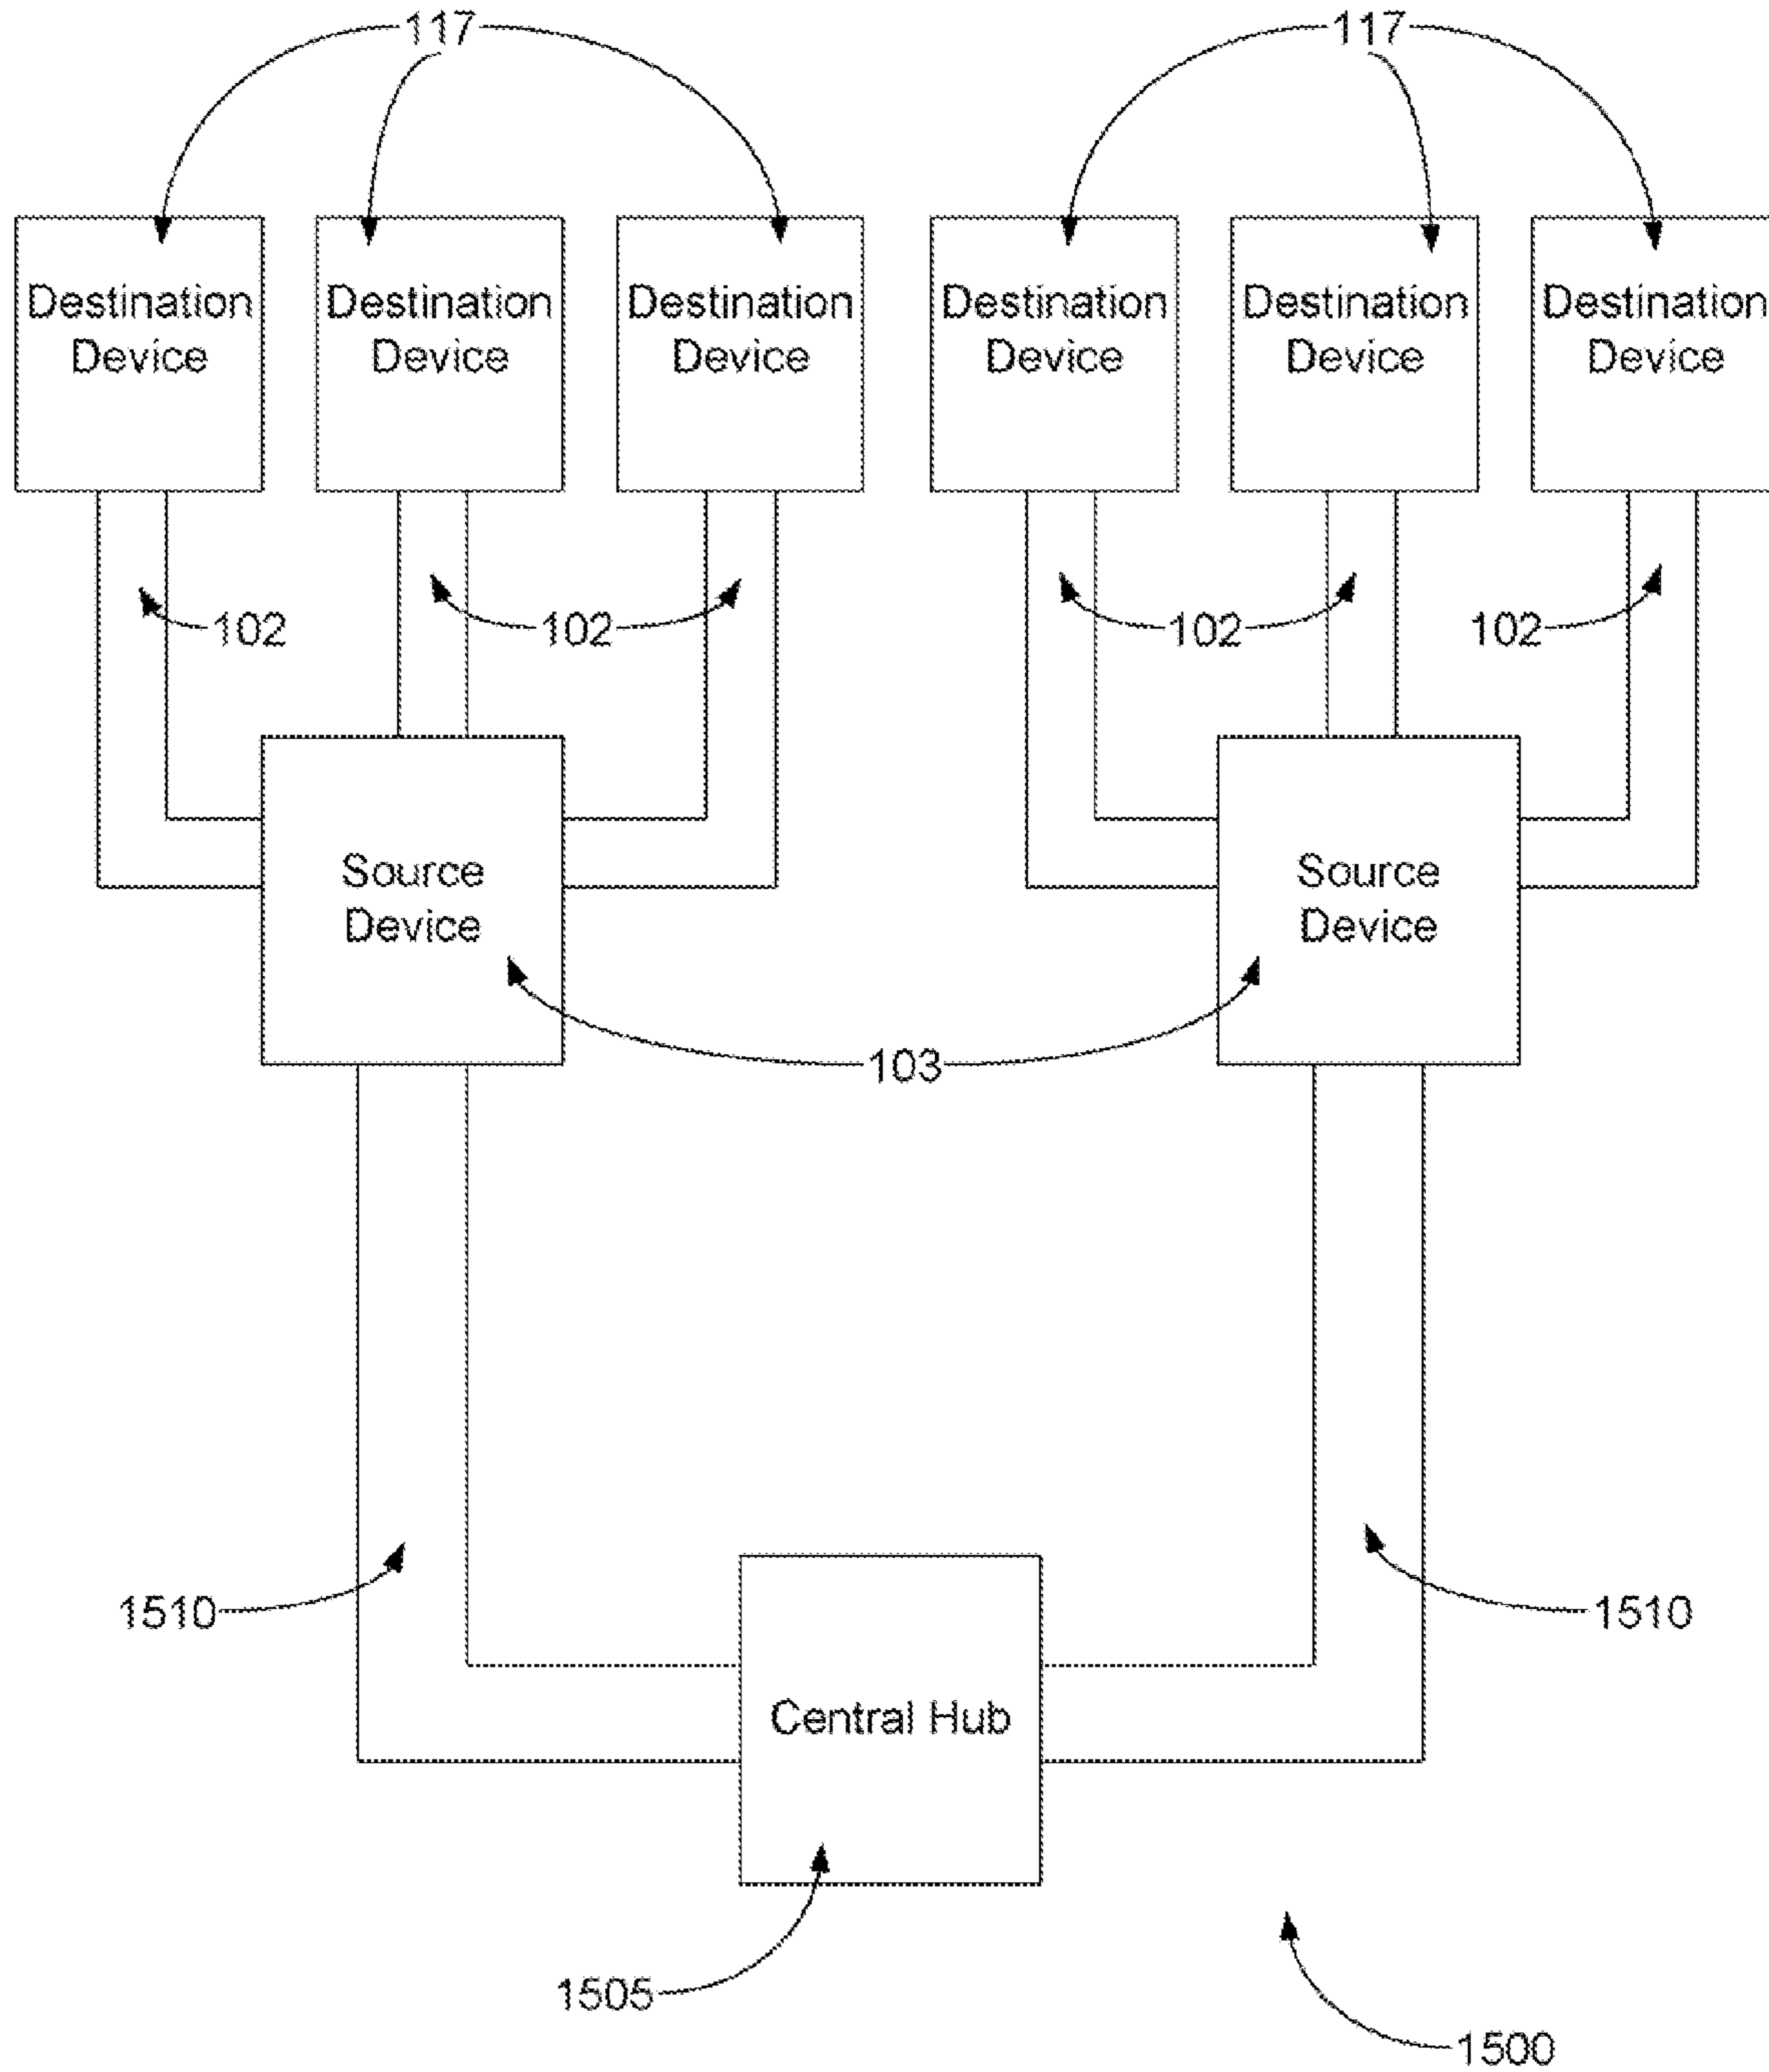 117
117
Destination
Device
Destination
Device
Destination
Device
Destination
Device
Destination
Device
Destination
Device
102
102
102
102
Source
Device
Source
Device
103
1510
1510
Central Hub
1505
1500